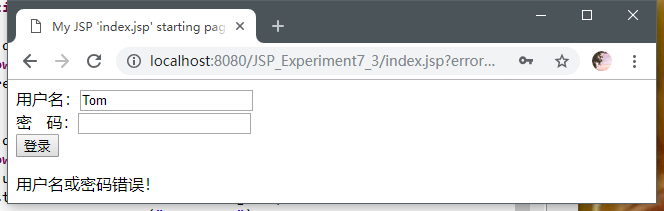 My JSP 'index.jsp' starting pag
localhost:8080/JSP_Experiment7_3/index.jsp?error...
用户名：Tom
密 码：
登录
用户名或密码错误！